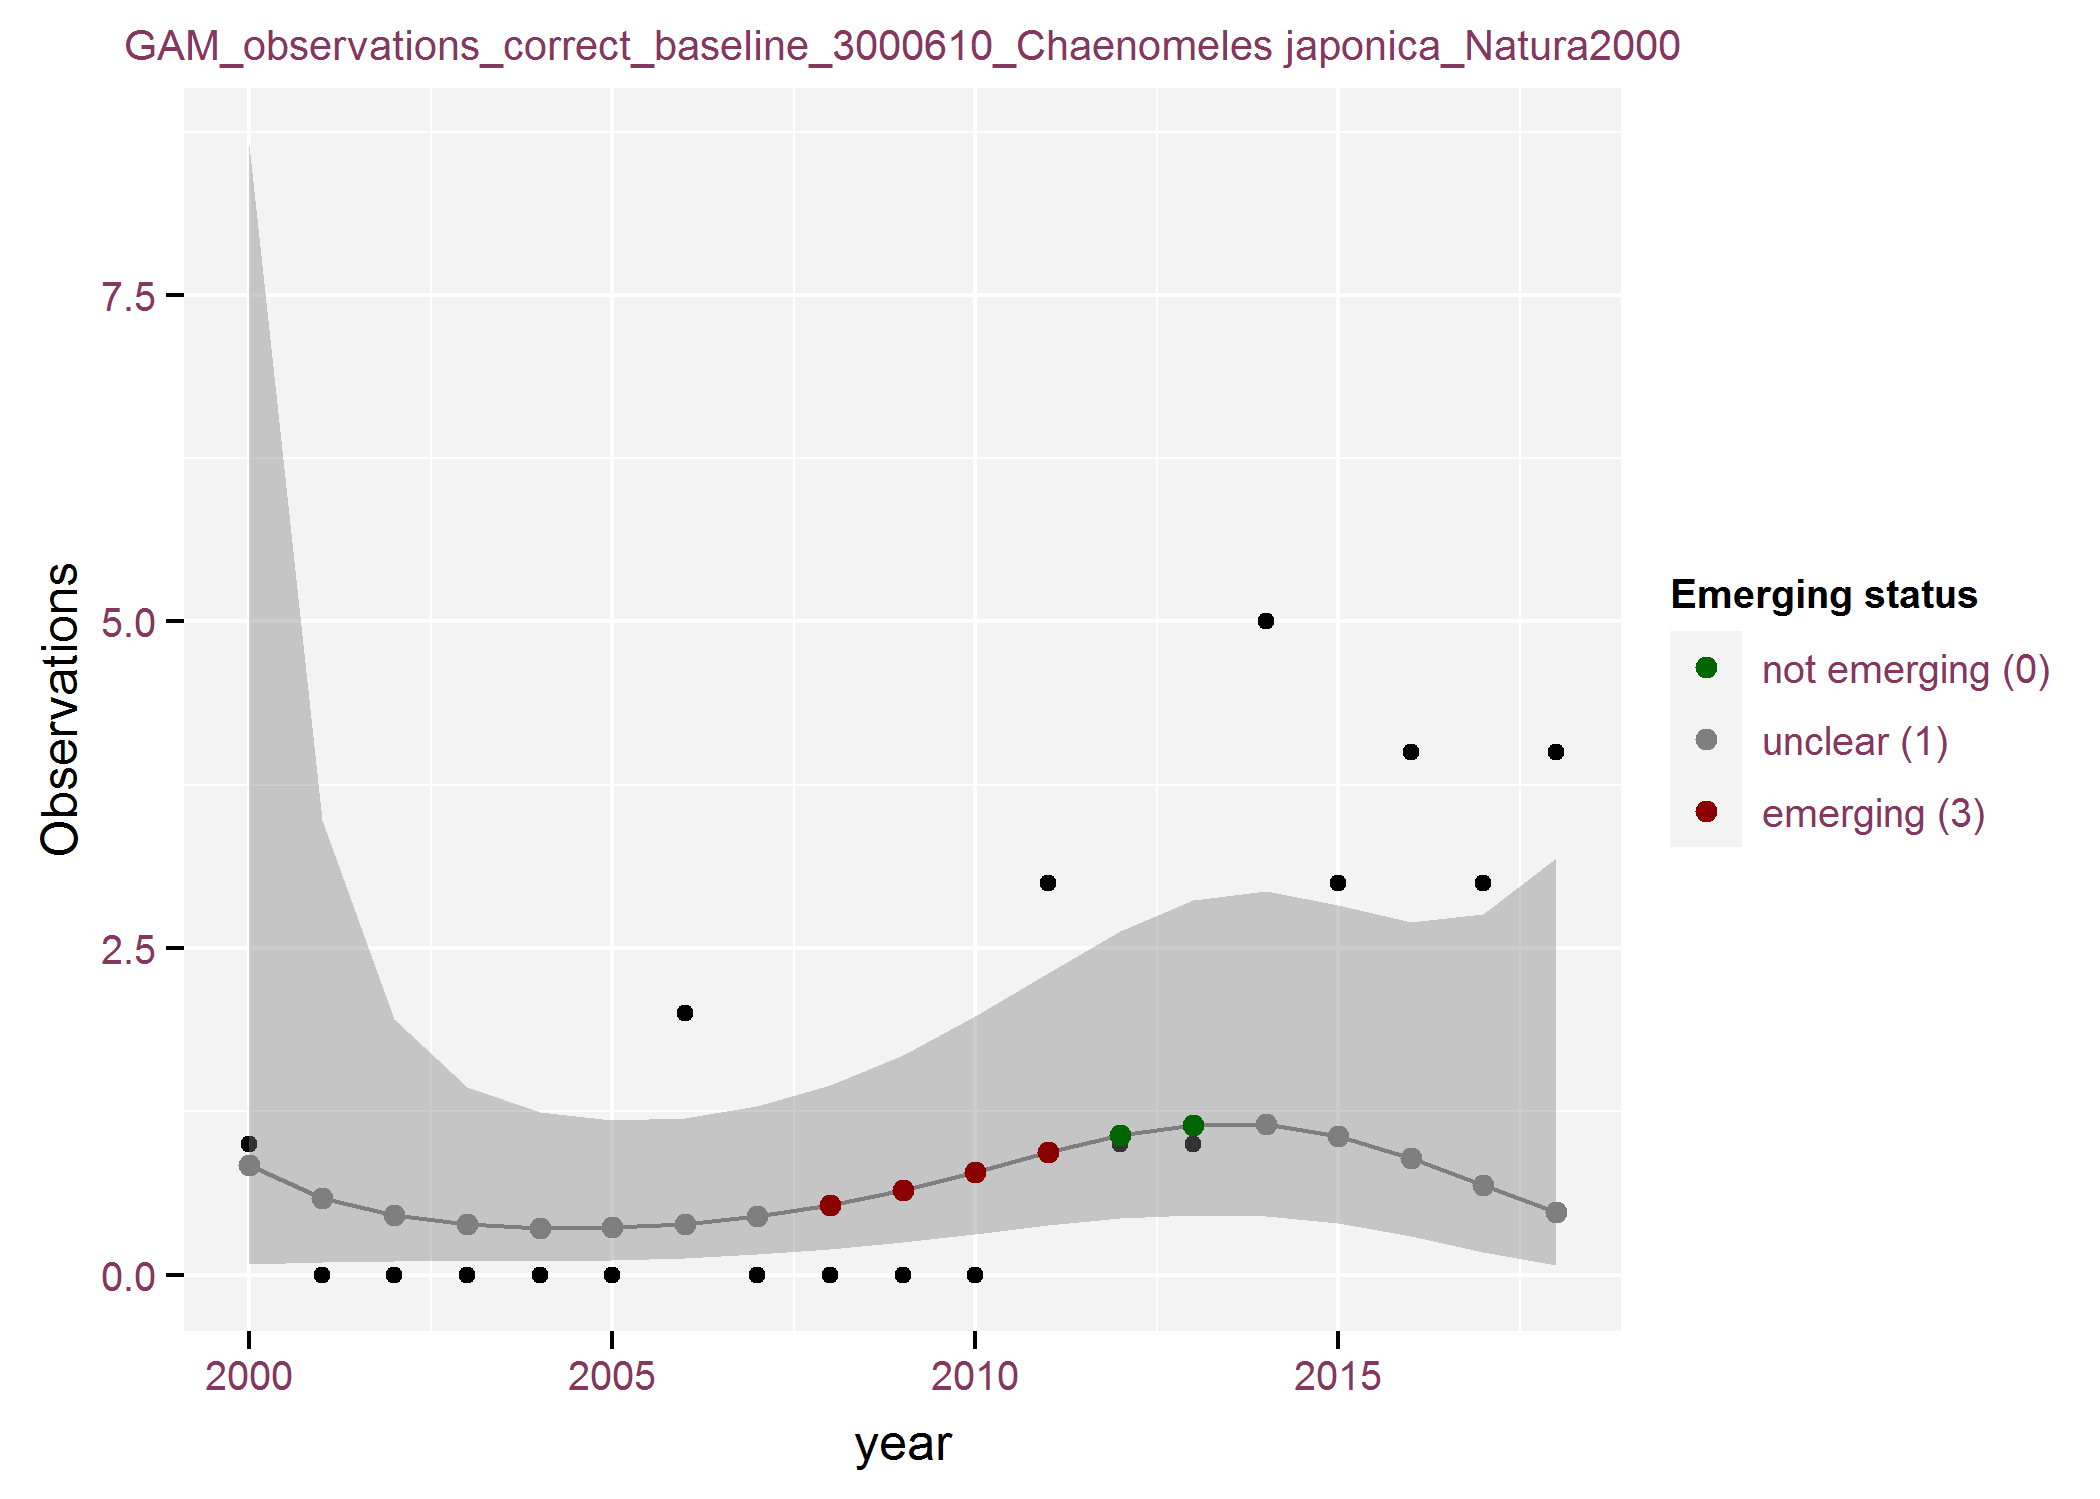 GAM_observations_correct_baseline_3000610_Chaenomeles japonica_Natura2000
Observations
7.5
5.0
2.5
0.0
2000
2005
2010
2015
year
Emerging status
not emerging (0)
unclear (1)
emerging (3)